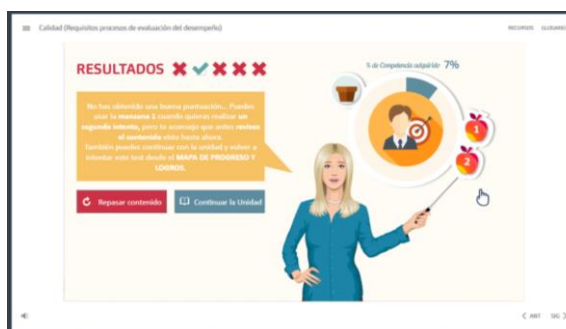 Calidad (Requisitos procesos de evaluación del desempeño)
RECURSOS GLOSARIO
RESULTADOS
% de Competencia adquirida 7%
No has obtenido una buena puntuación... Puedes
usar la manzana 1 cuando quieras realizar un
segundo intento, pero te aconsejo que antes revises
el contenido visto hasta ahora.
También puedes continuar con la unidad y volver a
intentar este test desde el MAPA DE PROGRESO Y
LOGROS.
1
2
Repasar contenido
Continuar la Unidad
ANT SIG